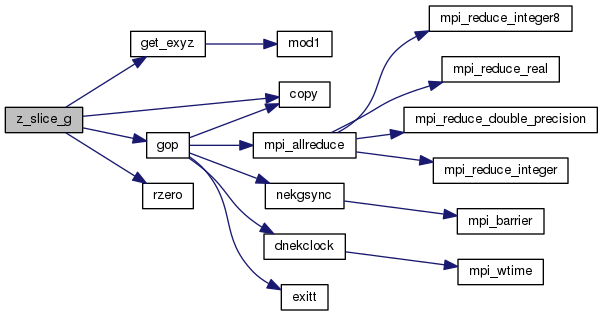 mpi_reduce_integer8
get_exyz
mod1
mpi_reduce_real
copy
z_slice_g
mpi_reduce_double_precision
gop
mpi_allreduce
mpi_reduce_integer
rzero
nekgsync
mpi_barrier
dnekclock
mpi_wtime
exitt